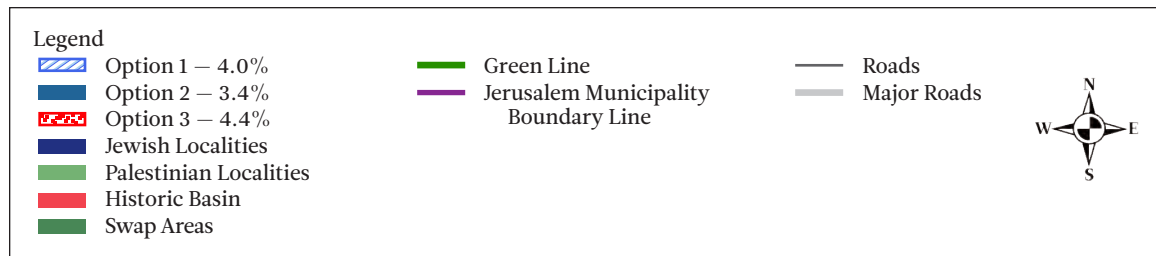 Legend
Option 1 — 4.0%
Option 2 — 3.4%
Option 3 — 4.4%
Jewish Localities
Palestinian Localities
Historic Basin
Swap Areas
Green Line
Jerusalem Municipality
Boundary Line
Roads
Major Roads
N
W E
S